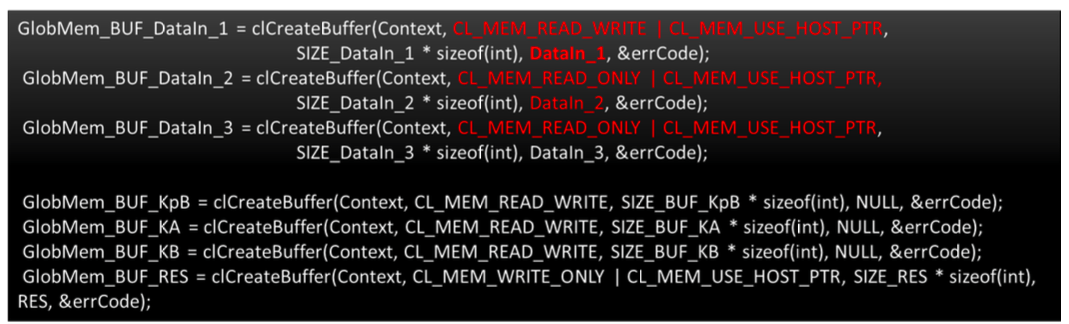 GlobMem_BUF_DataIn_1 = clCreateBuffer(Context, CL_MEM_READ_WRITE | CL_MEM_USE_HOST_PTR,
SIZE_DataIn_1 * sizeof(int), DataIn_1, &errCode);
GlobMem_BUF_DataIn_2 = clCreateBuffer(Context, CL_MEM_READ_ONLY | CL_MEM_USE_HOST_PTR,
SIZE_DataIn_2 * sizeof(int), DataIn_2, &errCode);
GlobMem_BUF_DataIn_3 = clCreateBuffer(Context, CL_MEM_READ_ONLY | CL_MEM_USE_HOST_PTR,
SIZE_DataIn_3 * sizeof(int), DataIn_3, &errCode);
GlobMem_BUF_KpB = clCreateBuffer(Context, CL_MEM_READ_WRITE, SIZE_BUF_KpB * sizeof(int), NULL, &errCode);
GlobMem_BUF_KA = clCreateBuffer(Context, CL_MEM_READ_WRITE, SIZE_BUF_KA * sizeof(int), NULL, &errCode);
GlobMem_BUF_KB = clCreateBuffer(Context, CL_MEM_READ_WRITE, SIZE_BUF_KB * sizeof(int), NULL, &errCode);
GlobMem_BUF_RES = clCreateBuffer(Context, CL_MEM_WRITE_ONLY | CL_MEM_USE_HOST_PTR, SIZE_RES * sizeof(int),
RES, &errCode);